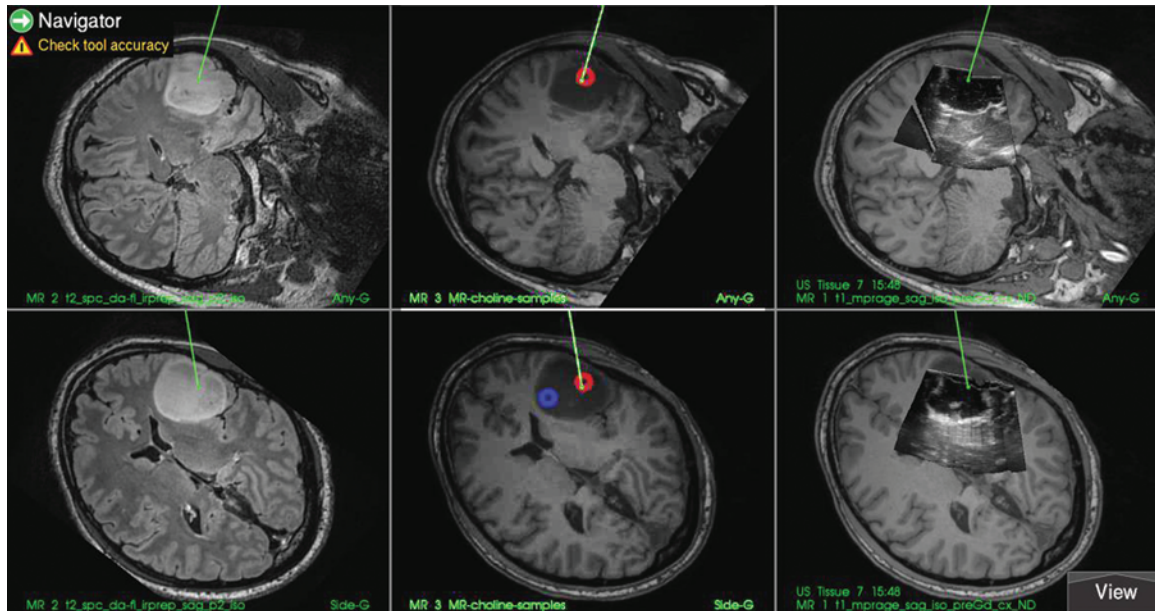 Navigator
Check tool accuracy
MR 2 t2_spc_da-fl_irprep_sag_p2_iso
Any-G
MR 3 MR-choline-samples
Any-G
US Tissue 7 15:48
MR 1 t1_mprage_sag_iso_preGd_cx_ND
Any-G
MR 2 t2_spc_da-fl_irprep_sag_p2_iso
Side-G
MR 3 MR-choline-samples
Side-G
US Tissue 7 15:48
MR 1 t1_mprage_sag_iso_preGd_cx_ND
View